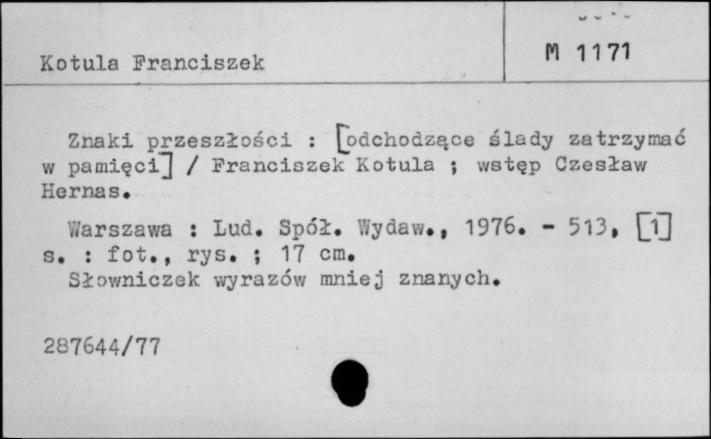 Kotula Franciszek
M 1171
Znaki przeszłości : [odchodzące ślady zatrzymać
w pamięci] / Franciszek Kotula ; wstęp Czesław
Hernas.
Warszawa : Lud. Spół. Wydaw., 1976. - 513, [1]
s. : fot., rys. ; 17 cm.
Słowniczek wyrazów mniej znanych.
287644/77